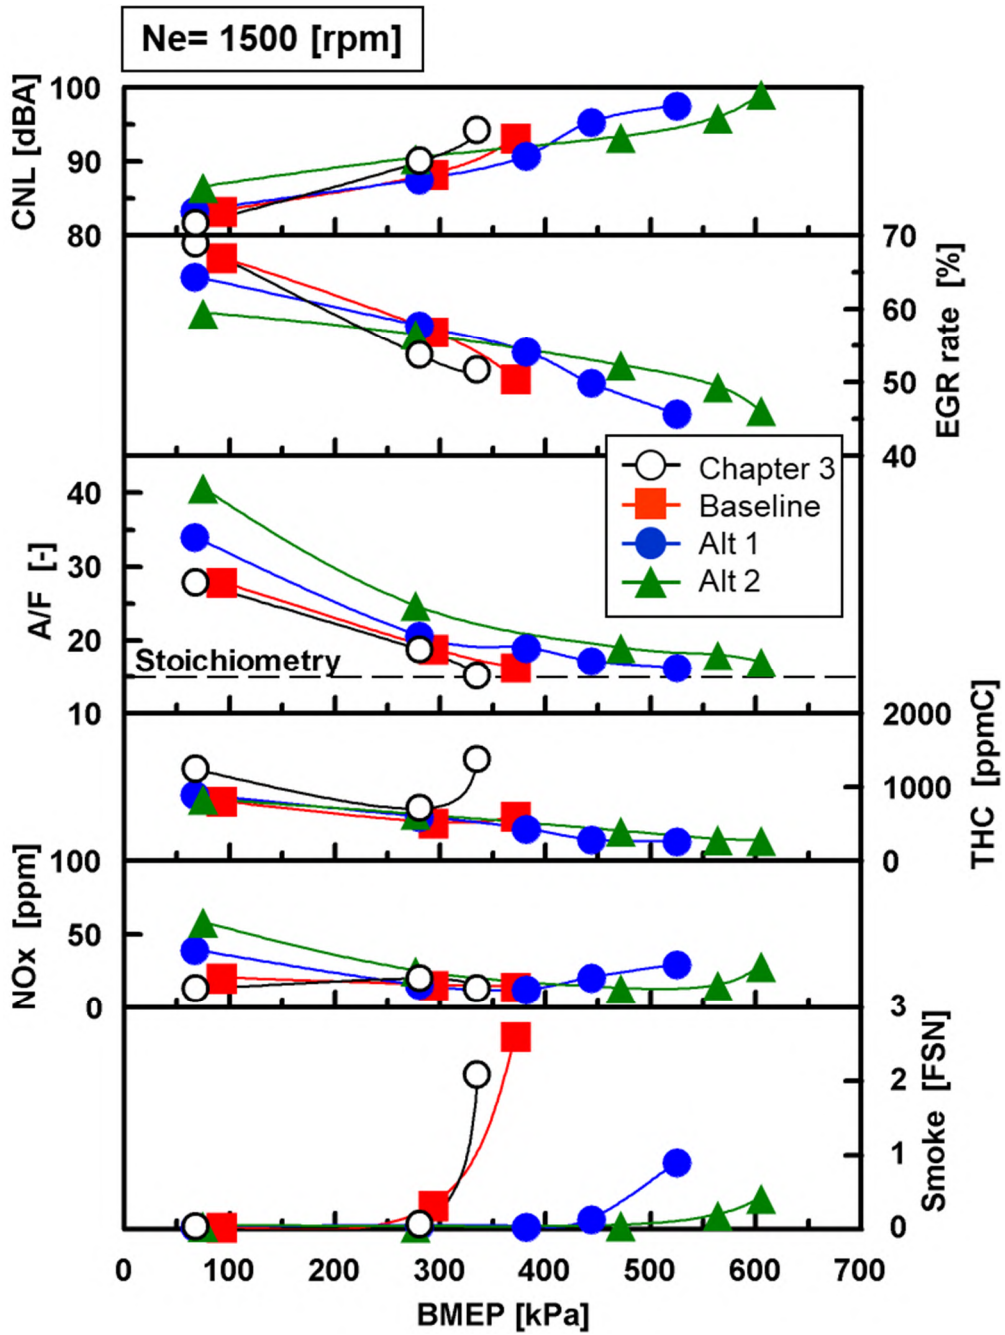 Ne= 1500 [rpm]
CNL [dBA]
100
90
80
70
60
50
40
EGR rate [%]
Chapter 3
Baseline
Alt 1
Alt 2
A/F [-]
40
30
20
10
Stoichiometry
2000
1000
0
THC [ppmC]
NOx [ppm]
100
50
0
3
2
1
0
Smoke [FSN]
0 100 200 300 400 500 600 700
BMEP [kPa]